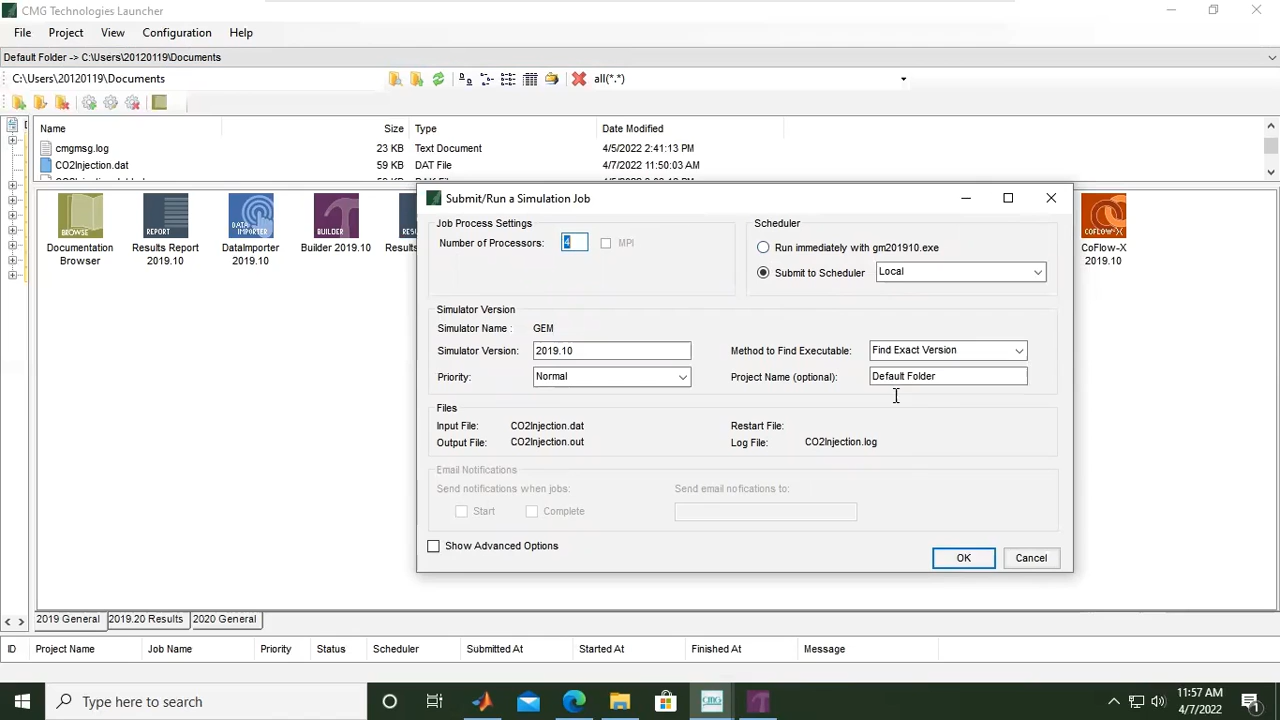 CMG Technologies Launcher
File Project View Configuration Help
Default Folder -> C:\Users\20120119\Documents
C:\Users\20120119\Documents all(*.*)
Name Size Type Date Modified
cmgmsg.log 23 KB Text Document 4/5/2022 2:41:13 PM
CO2Injection.dat 59 KB DAT File 4/7/2022 11:50:03 AM
BROWSE REPORT DATA IMPORTER BUILDER COFLOW-X
Documentation Browser
Results Report 2019.10
DataImporter 2019.10
Builder 2019.10
CoFlow-X 2019.10
Submit/Run a Simulation Job
Job Process Settings
Number of Processors: 4 MPI
Scheduler
Run immediately with gm201910.exe
Submit to Scheduler Local
Simulator Version
Simulator Name : GEM
Simulator Version: 2019.10 Method to Find Executable: Find Exact Version
Priority: Normal Project Name (optional): Default Folder
Files
Input File: CO2Injection.dat Restart File:
Output File: CO2Injection.out Log File: CO2Injection.log
Email Notifications
Send notifications when jobs: Send email nofications to:
Start Complete
Show Advanced Options
OK Cancel
2019 General 2019.20 Results 2020 General
ID Project Name Job Name Priority Status Scheduler Submitted At Started At Finished At Message
Type here to search
CMG
11:57 AM
4/7/2022
1